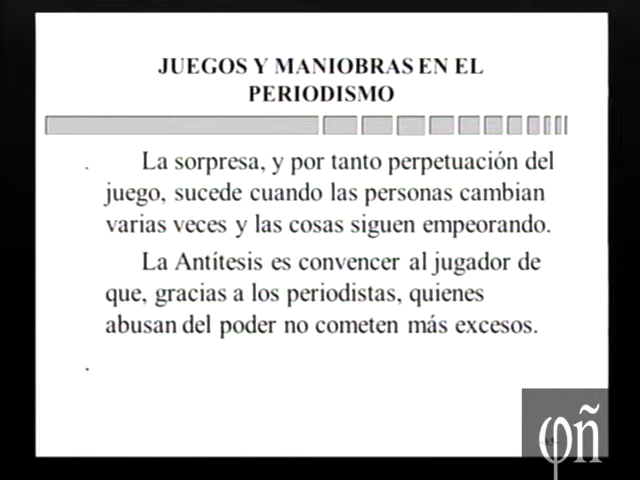 JUEGOS Y MANIOBRAS EN EL
PERIODISMO
. La sorpresa, y por tanto perpetuación del
juego, sucede cuando las personas cambian
varias veces y las cosas siguen empeorando.
La Antítesis es convencer al jugador de
que, gracias a los periodistas, quienes
abusan del poder no cometen más excesos.
.
φñ